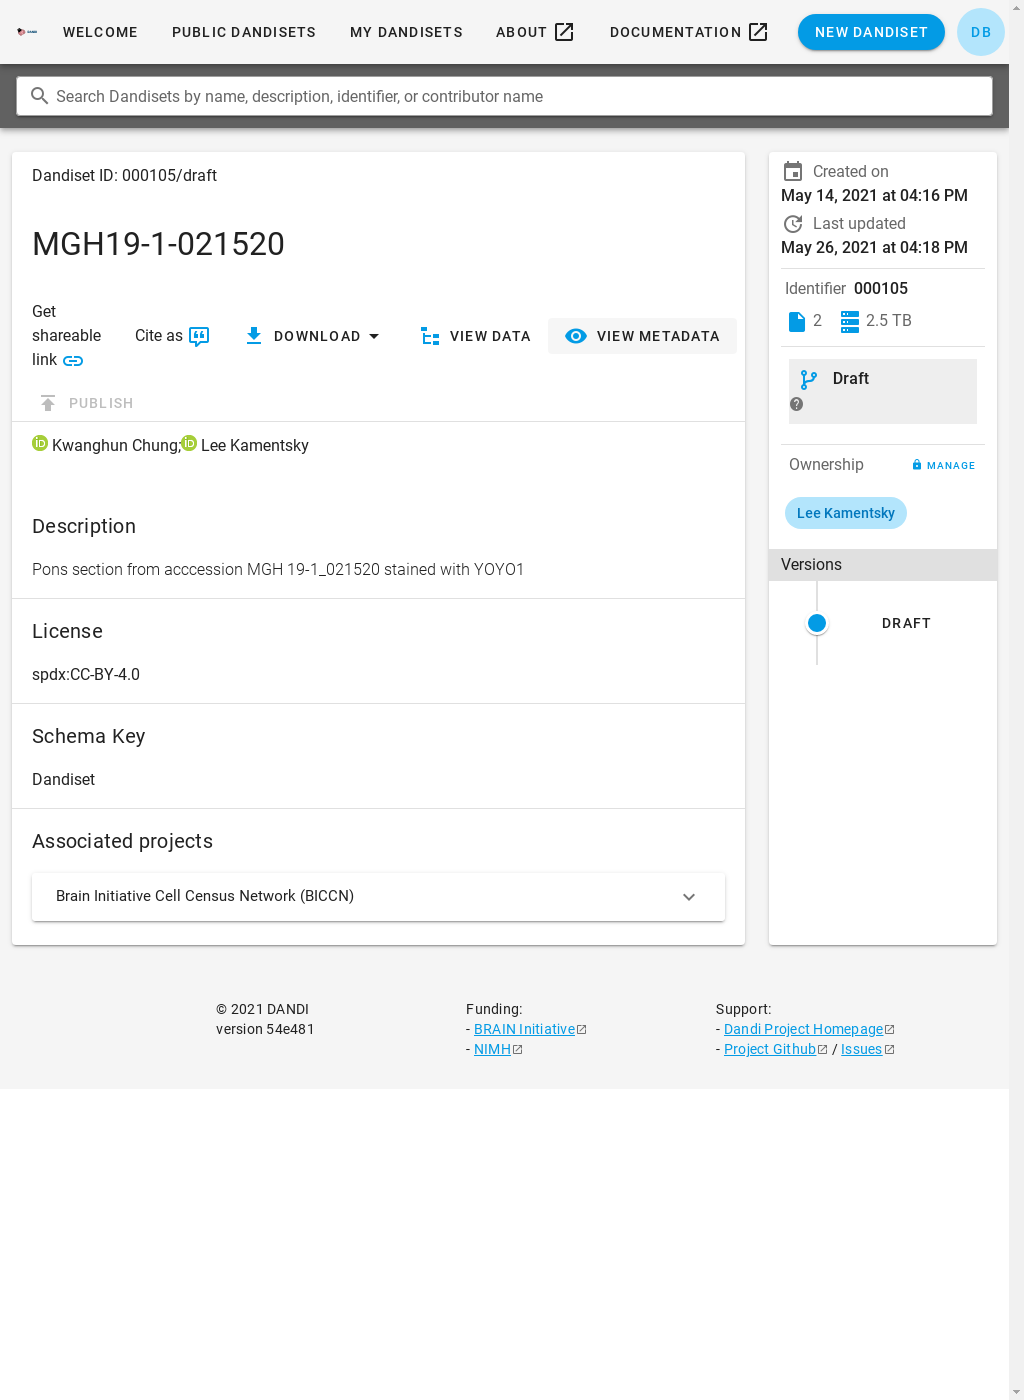 WELCOME PUBLIC DANDISETS MY DANDISETS ABOUT DOCUMENTATION NEW DANDISET DB
Search Dandisets by name, description, identifier, or contributor name
Dandiset ID: 000105/draft
MGH19-1-021520
Get shareable link
Cite as
DOWNLOAD
VIEW DATA
VIEW METADATA
PUBLISH
iD Kwanghun Chung; iD Lee Kamentsky
Description
Pons section from acccession MGH 19-1_021520 stained with YOYO1
License
spdx:CC-BY-4.0
Schema Key
Dandiset
Associated projects
Brain Initiative Cell Census Network (BICCN)
Created on
May 14, 2021 at 04:16 PM
Last updated
May 26, 2021 at 04:18 PM
Identifier 000105
2 2.5 TB
Draft
Ownership MANAGE
Lee Kamentsky
Versions
DRAFT
© 2021 DANDI
version 54e481
Funding:
- BRAIN Initiative
- NIMH
Support:
- Dandi Project Homepage
- Project Github / Issues